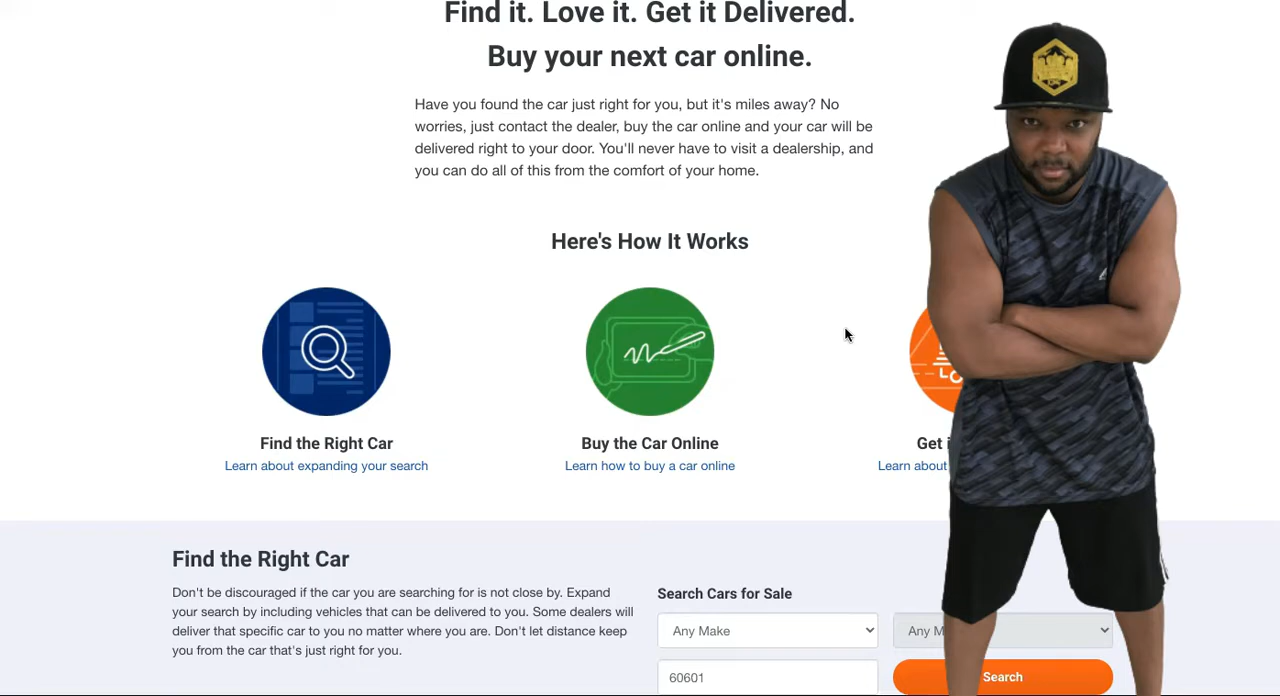 Find it. Love it. Get it Delivered.
Buy your next car online.
Have you found the car just right for you, but it's miles away? No
worries, just contact the dealer, buy the car online and your car will be
delivered right to your door. You'll never have to visit a dealership, and
you can do all of this from the comfort of your home.
Here's How It Works
Find the Right Car
Learn about expanding your search
Buy the Car Online
Learn how to buy a car online
Get
Learn about
Find the Right Car
Don't be discouraged if the car you are searching for is not close by. Expand
your search by including vehicles that can be delivered to you. Some dealers will
deliver that specific car to you no matter where you are. Don't let distance keep
you from the car that's just right for you.
Search Cars for Sale
Any Make
Any
60601
Search